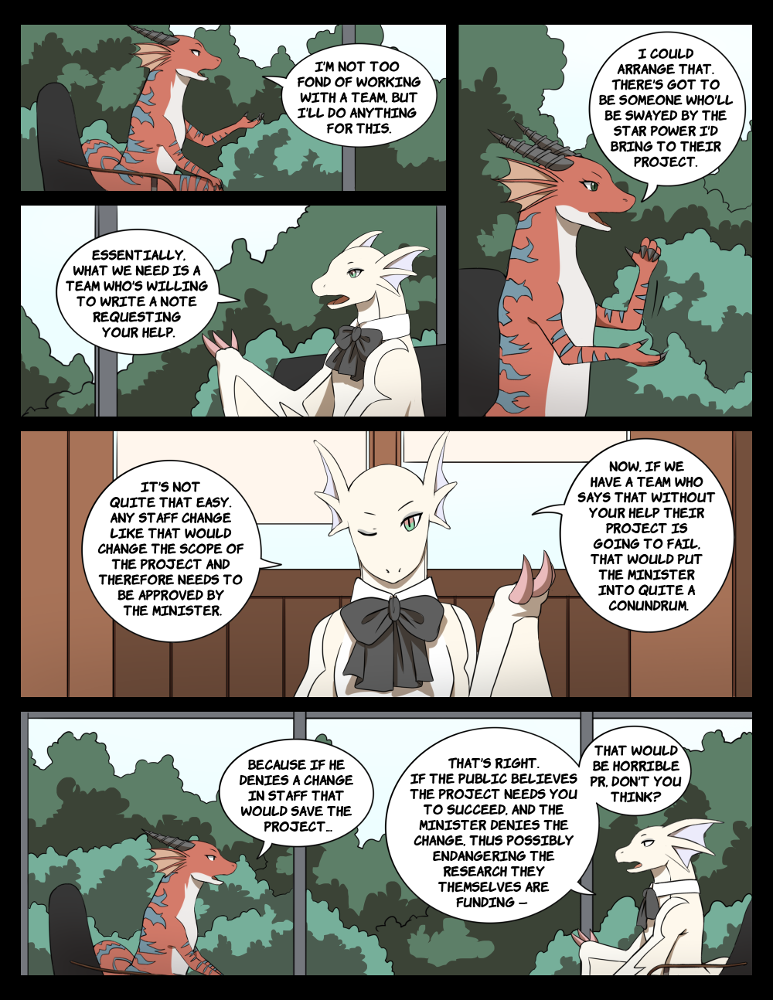 I'M NOT TOO
FOND OF WORKING
WITH A TEAM, BUT
I'LL DO ANYTHING
FOR THIS.
ESSENTIALLY,
WHAT WE NEED IS A
TEAM WHO'S WILLING
TO WRITE A NOTE
REQUESTING
YOUR HELP.
I COULD
ARRANGE THAT.
THERE'S GOT TO
BE SOMEONE WHO'LL
BE SWAYED BY THE
STAR POWER I'D
BRING TO THEIR
PROJECT.
IT'S NOT
QUITE THAT EASY.
ANY STAFF CHANGE
LIKE THAT WOULD
CHANGE THE SCOPE OF
THE PROJECT AND
THEREFORE NEEDS TO
BE APPROVED BY
THE MINISTER.
NOW, IF WE
HAVE A TEAM WHO
SAYS THAT WITHOUT
YOUR HELP THEIR
PROJECT IS
GOING TO FAIL,
THAT WOULD PUT
THE MINISTER
INTO QUITE A
CONUNDRUM.
BECAUSE IF HE
DENIES A CHANGE
IN STAFF THAT
WOULD SAVE THE
PROJECT...
THAT'S RIGHT.
IF THE PUBLIC BELIEVES
THE PROJECT NEEDS YOU
TO SUCCEED, AND THE
MINISTER DENIES THE
CHANGE, THUS POSSIBLY
ENDANGERING THE
RESEARCH THEY
THEMSELVES ARE
FUNDING –
THAT WOULD
BE HORRIBLE
PR, DON'T YOU
THINK?